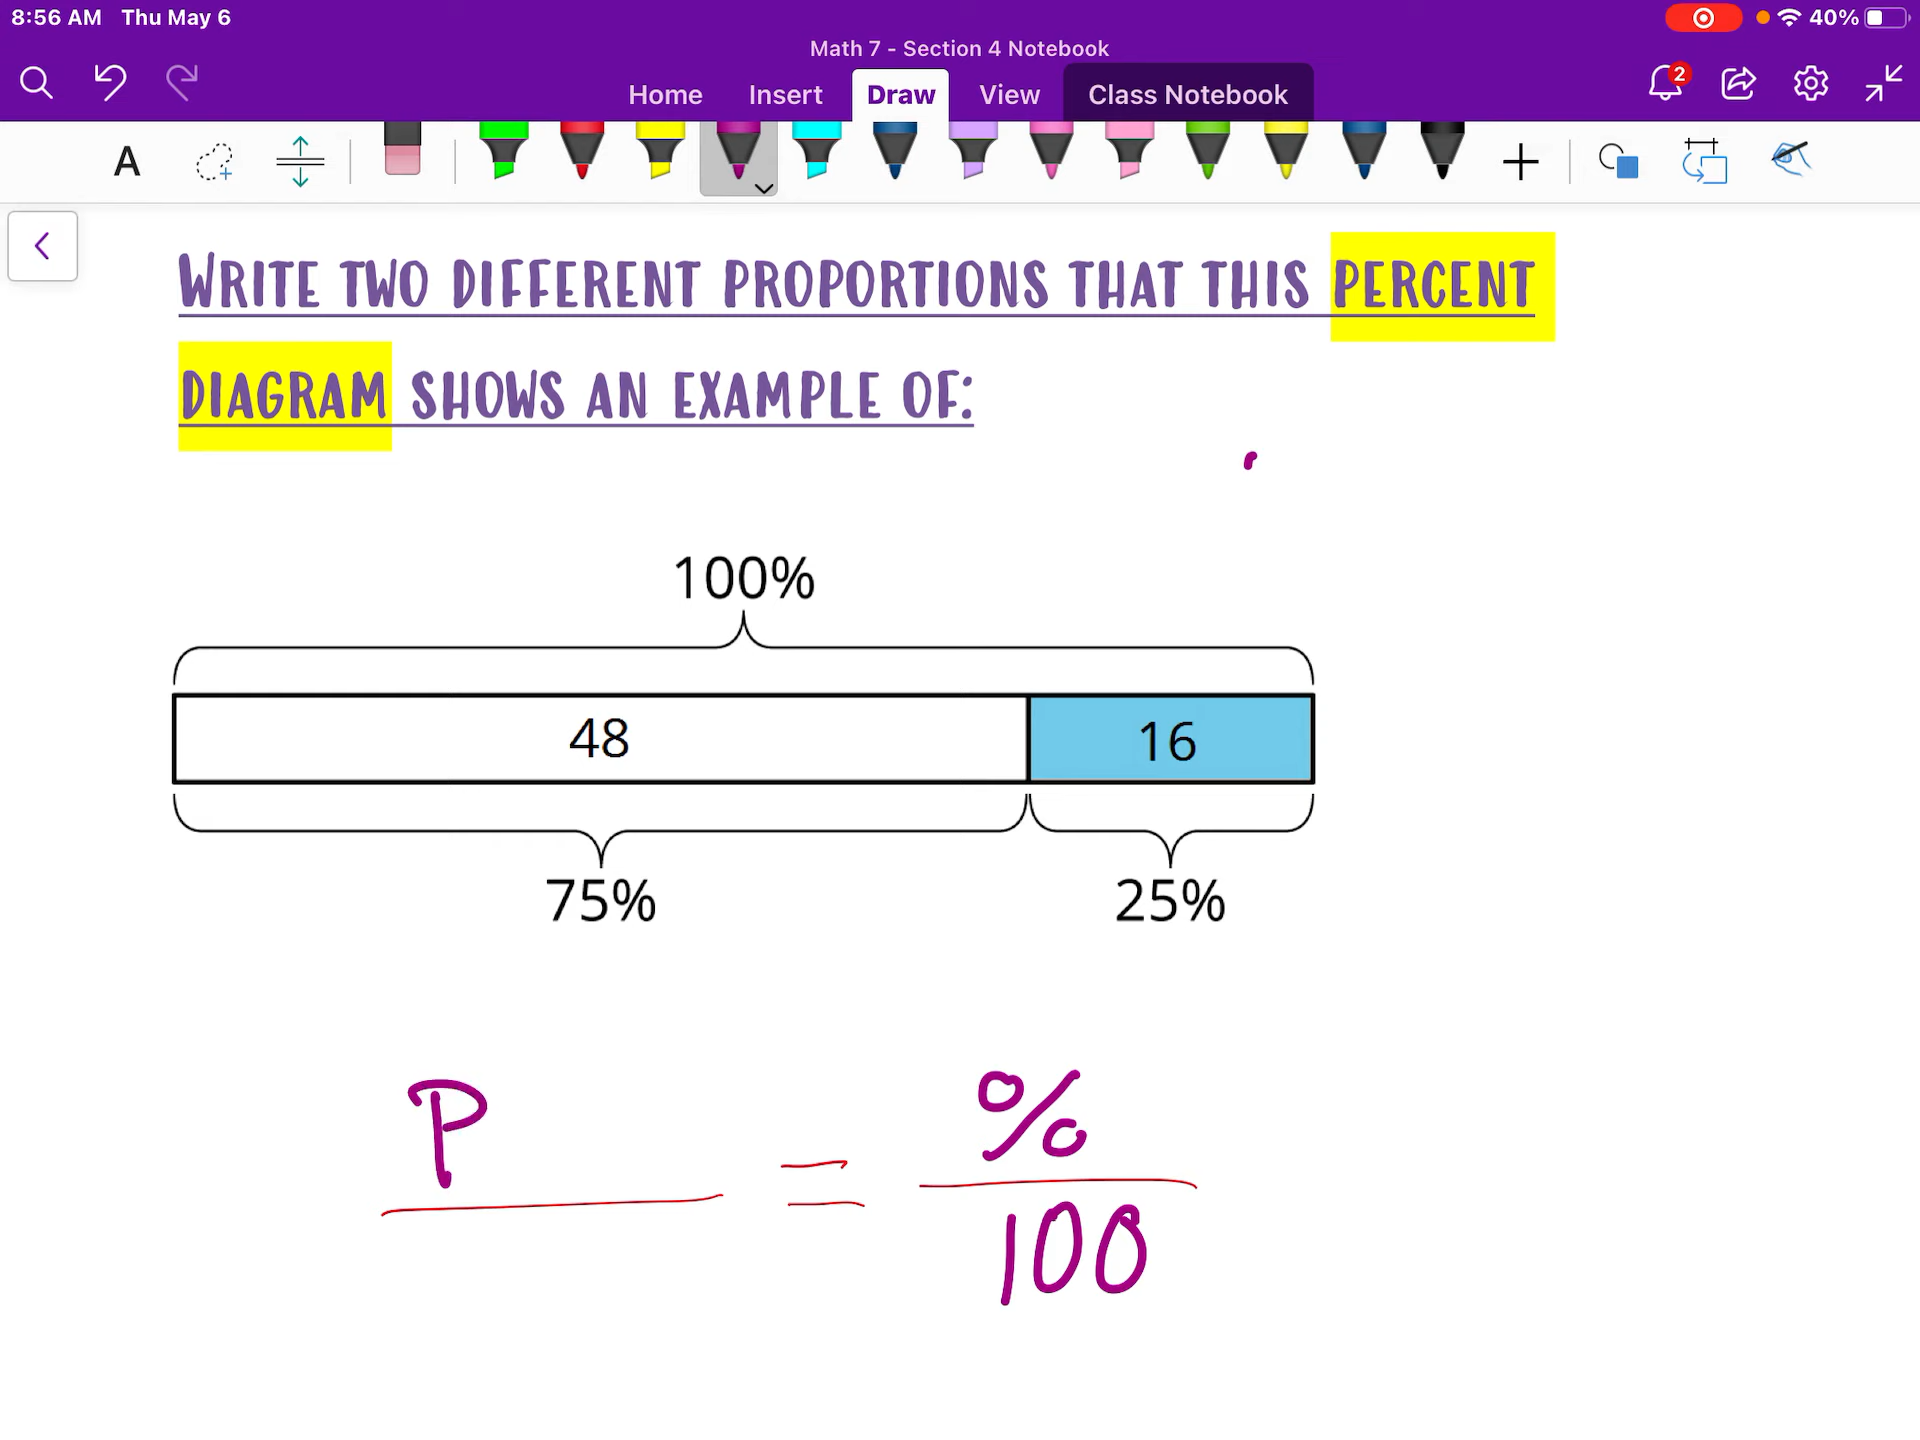 8:56 AM Thu May 6
40%
Math 7 - Section 4 Notebook
Home Insert Draw View Class Notebook
2
A
WRITE TWO DIFFERENT PROPORTIONS THAT THIS PERCENT
DIAGRAM SHOWS AN EXAMPLE OF:
100%
48 16
75% 25%
P = %
100